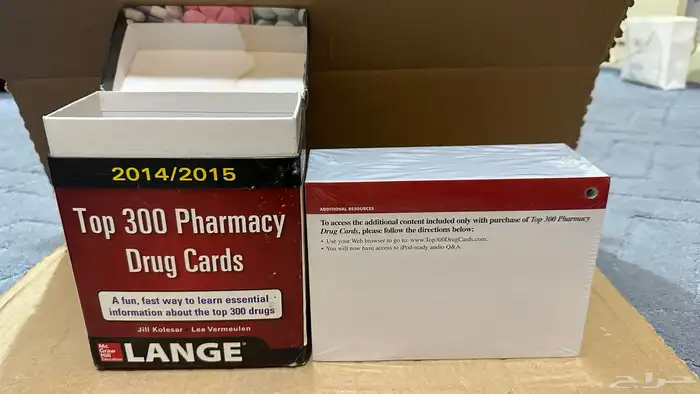 2014/2015
Top 300 Pharmacy
Drug Cards
A fun, fast way to learn essential
information about the top 300 drugs
Jill Kolesar • Lee Vermeulen
Mc
Graw
Hill
Education
LANGE®
ADDITIONAL RESOURCES
To access the additional content included only with purchase of Top 300 Pharmacy
Drug Cards, please follow the directions below:
• Use your Web browser to go to: www.Top300DrugCards.com.
• You will now have access to iPod-ready audio Q&A.
حراج